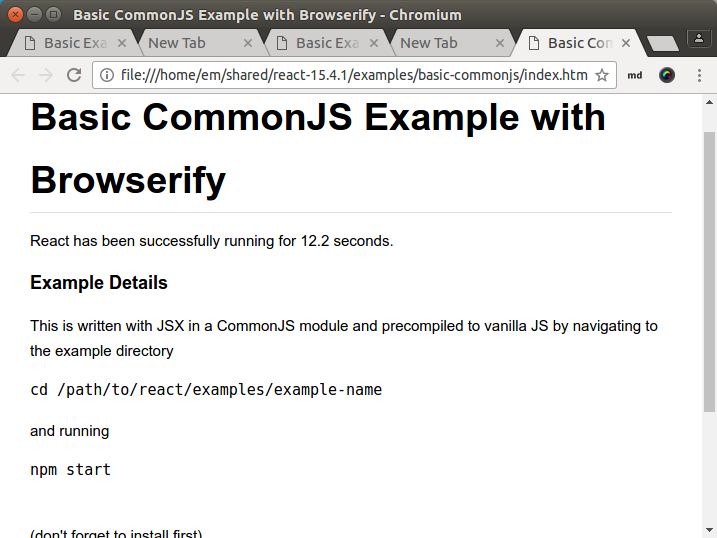 Basic CommonJS Example with Browserify - Chromium
Basic Exa
New Tab
Basic Exa
New Tab
Basic Con
file:///home/em/shared/react-15.4.1/examples/basic-commonjs/index.htm
md
Basic CommonJS Example with
Browserify
React has been successfully running for 12.2 seconds.
Example Details
This is written with JSX in a CommonJS module and precompiled to vanilla JS by navigating to
the example directory
cd /path/to/react/examples/example-name
and running
npm start
(don't forget to install first)